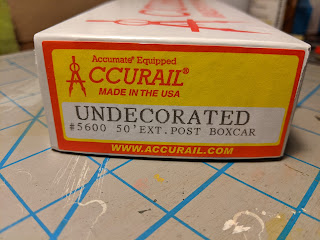 Accumate® Equipped
ACCURAIL®
MADE IN THE USA
UNDECORATED
#5600 50'EXT.POST BOXCAR
WWW.ACCURAIL.COM